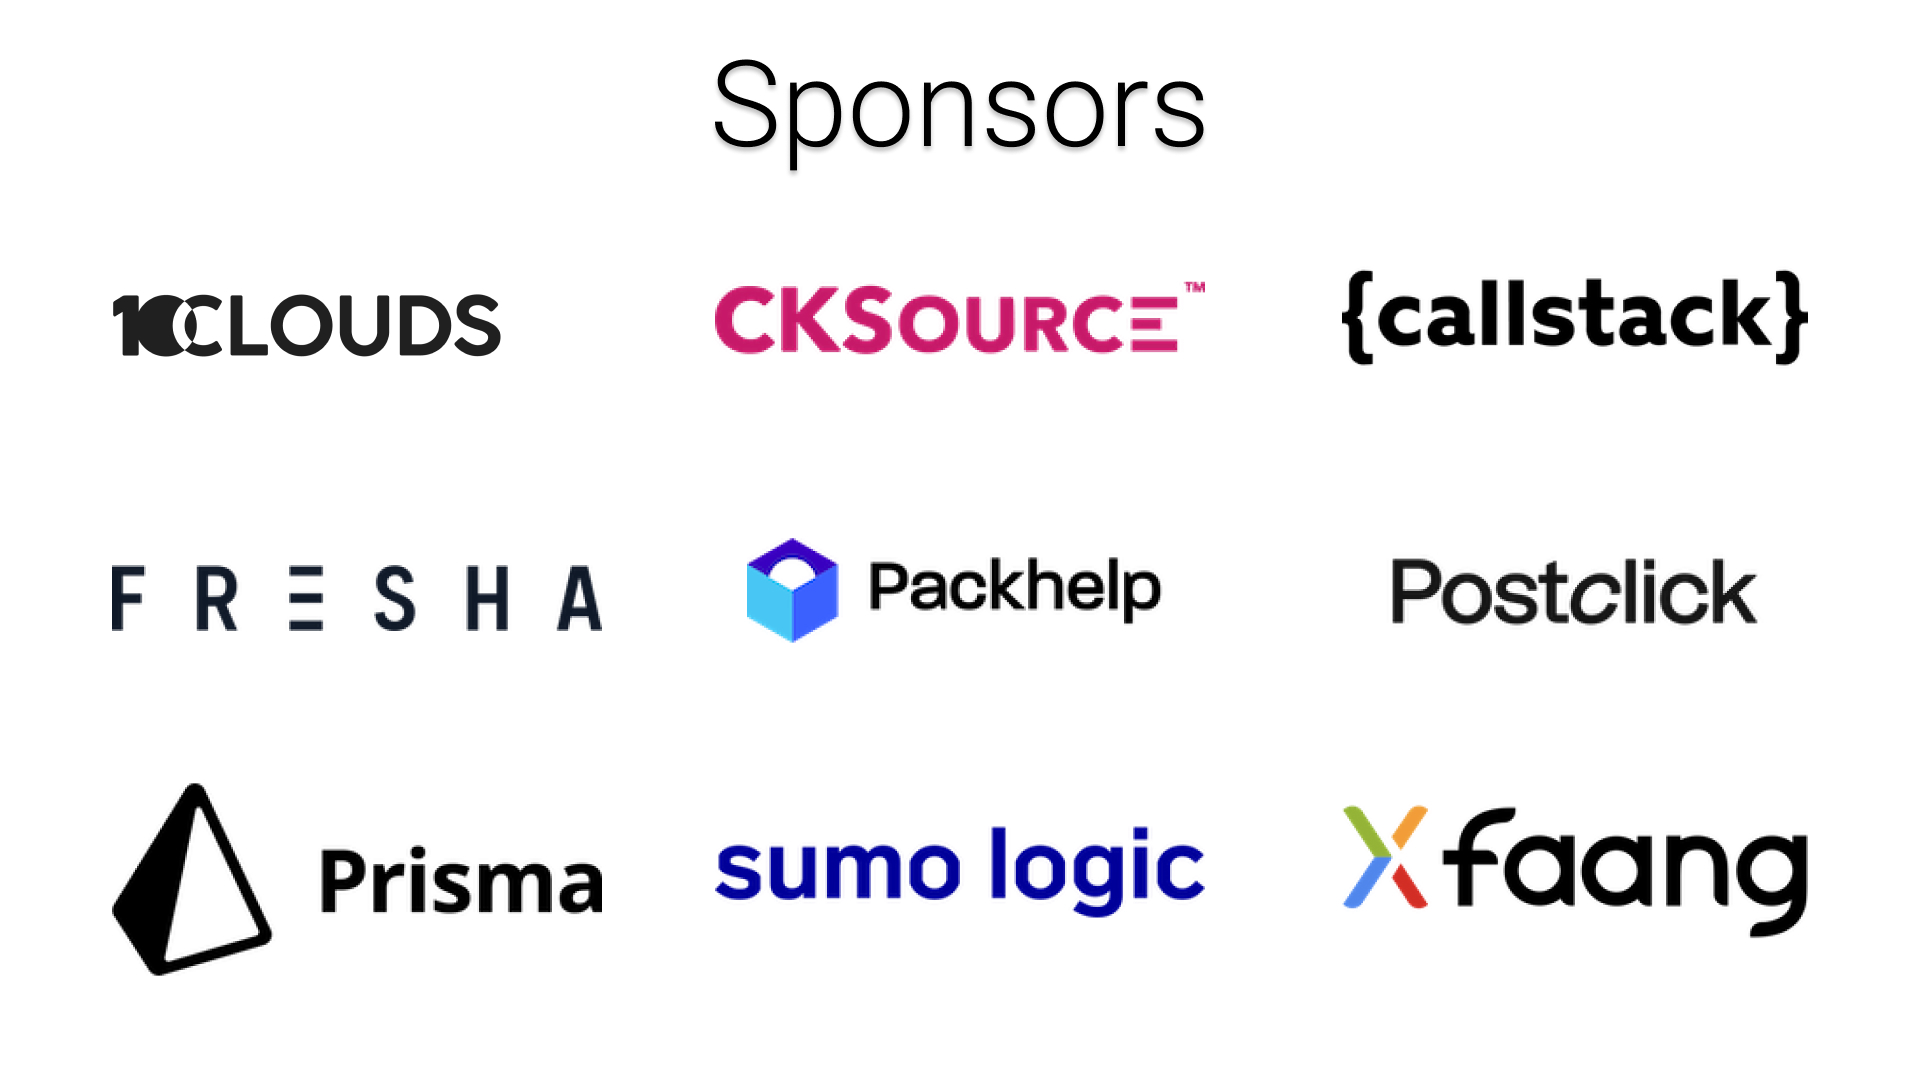 Sponsors
10CLOUDS
CKSOURCE™
{callstack}
FRESHA
Packhelp
Postclick
Prisma
sumo logic
Xfaang